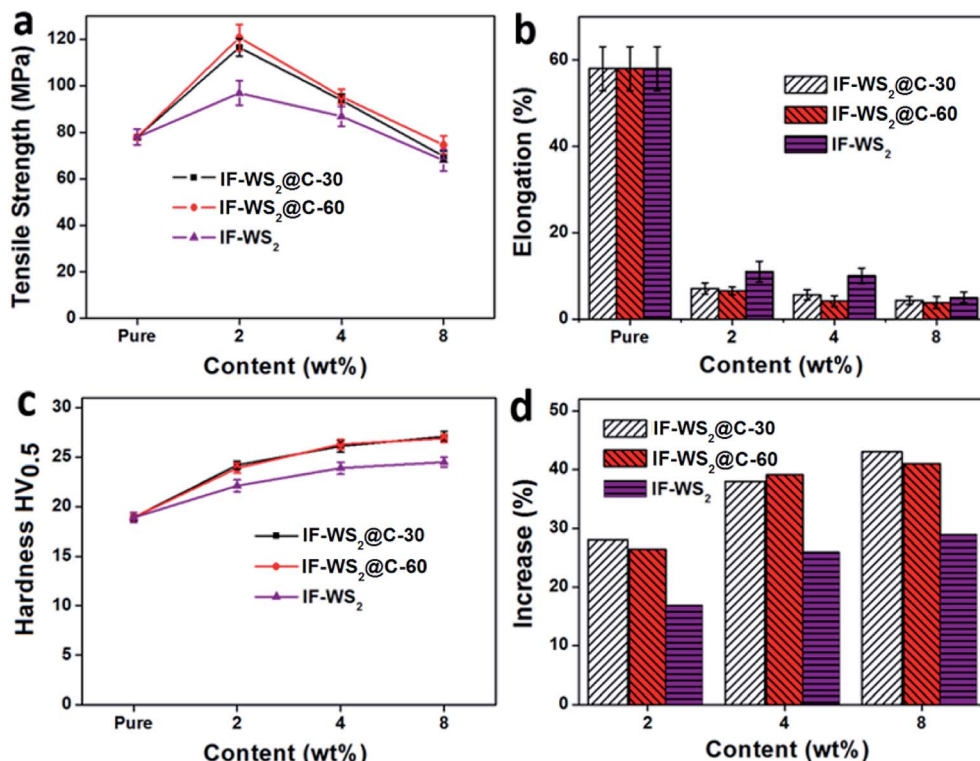 a
Tensile Strength (MPa)
120
100
80
60
40
20
0
IF-WS₂@C-30
IF-WS₂@C-60
IF-WS₂
Pure
2
4
8
Content (wt%)
b
Elongation (%)
60
40
20
0
IF-WS₂@C-30
IF-WS₂@C-60
IF-WS₂
Pure
2
4
8
Content (wt%)
c
Hardness HV₀.₅
30
25
20
15
10
5
0
IF-WS₂@C-30
IF-WS₂@C-60
IF-WS₂
Pure
2
4
8
Content (wt%)
d
Increase (%)
50
40
30
20
10
0
IF-WS₂@C-30
IF-WS₂@C-60
IF-WS₂
2
4
8
Content (wt%)